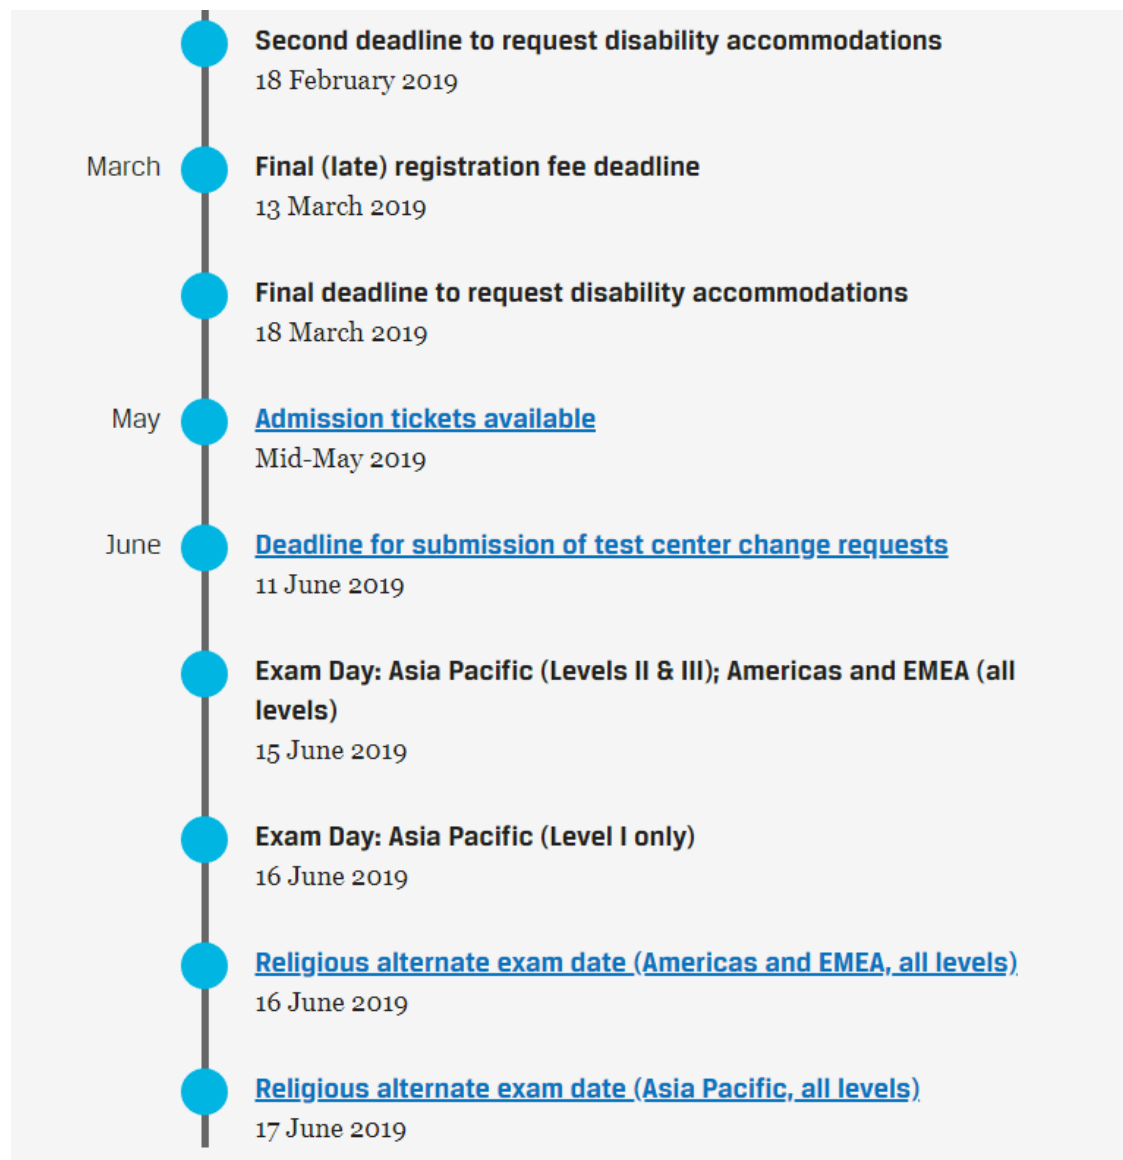 Second deadline to request disability accommodations
18 February 2019
March
Final (late) registration fee deadline
13 March 2019
Final deadline to request disability accommodations
18 March 2019
May
Admission tickets available
Mid-May 2019
June
Deadline for submission of test center change requests
11 June 2019
Exam Day: Asia Pacific (Levels II & III); Americas and EMEA (all
levels)
15 June 2019
Exam Day: Asia Pacific (Level I only)
16 June 2019
Religious alternate exam date (Americas and EMEA, all levels)
16 June 2019
Religious alternate exam date (Asia Pacific, all levels)
17 June 2019